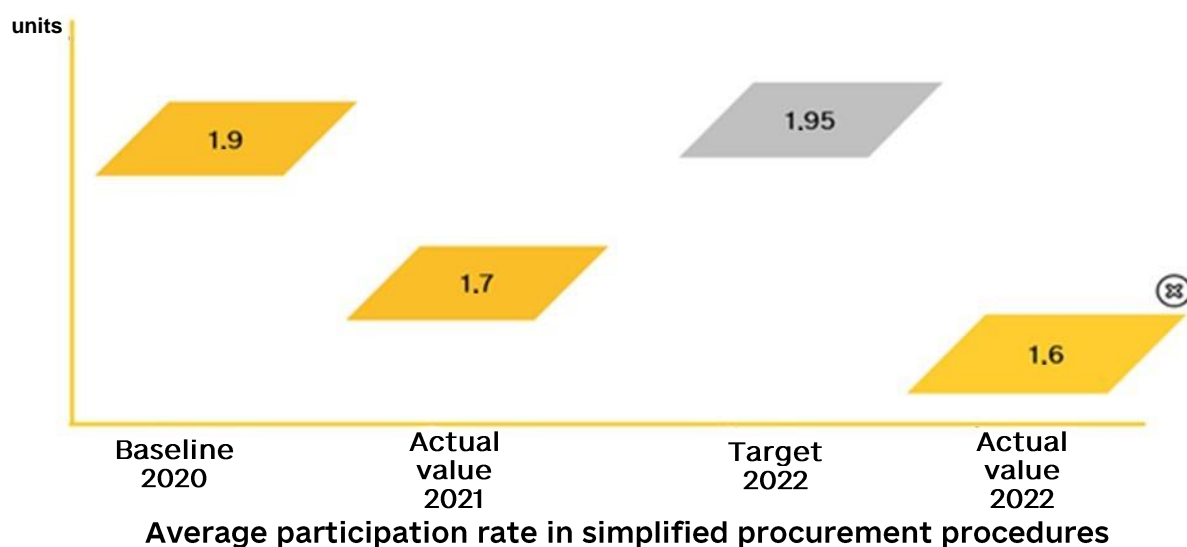 units
1.9
1.95
1.7
1.6
Baseline
2020
Actual
value
2021
Target
2022
Actual
value
2022
Average participation rate in simplified procurement procedures